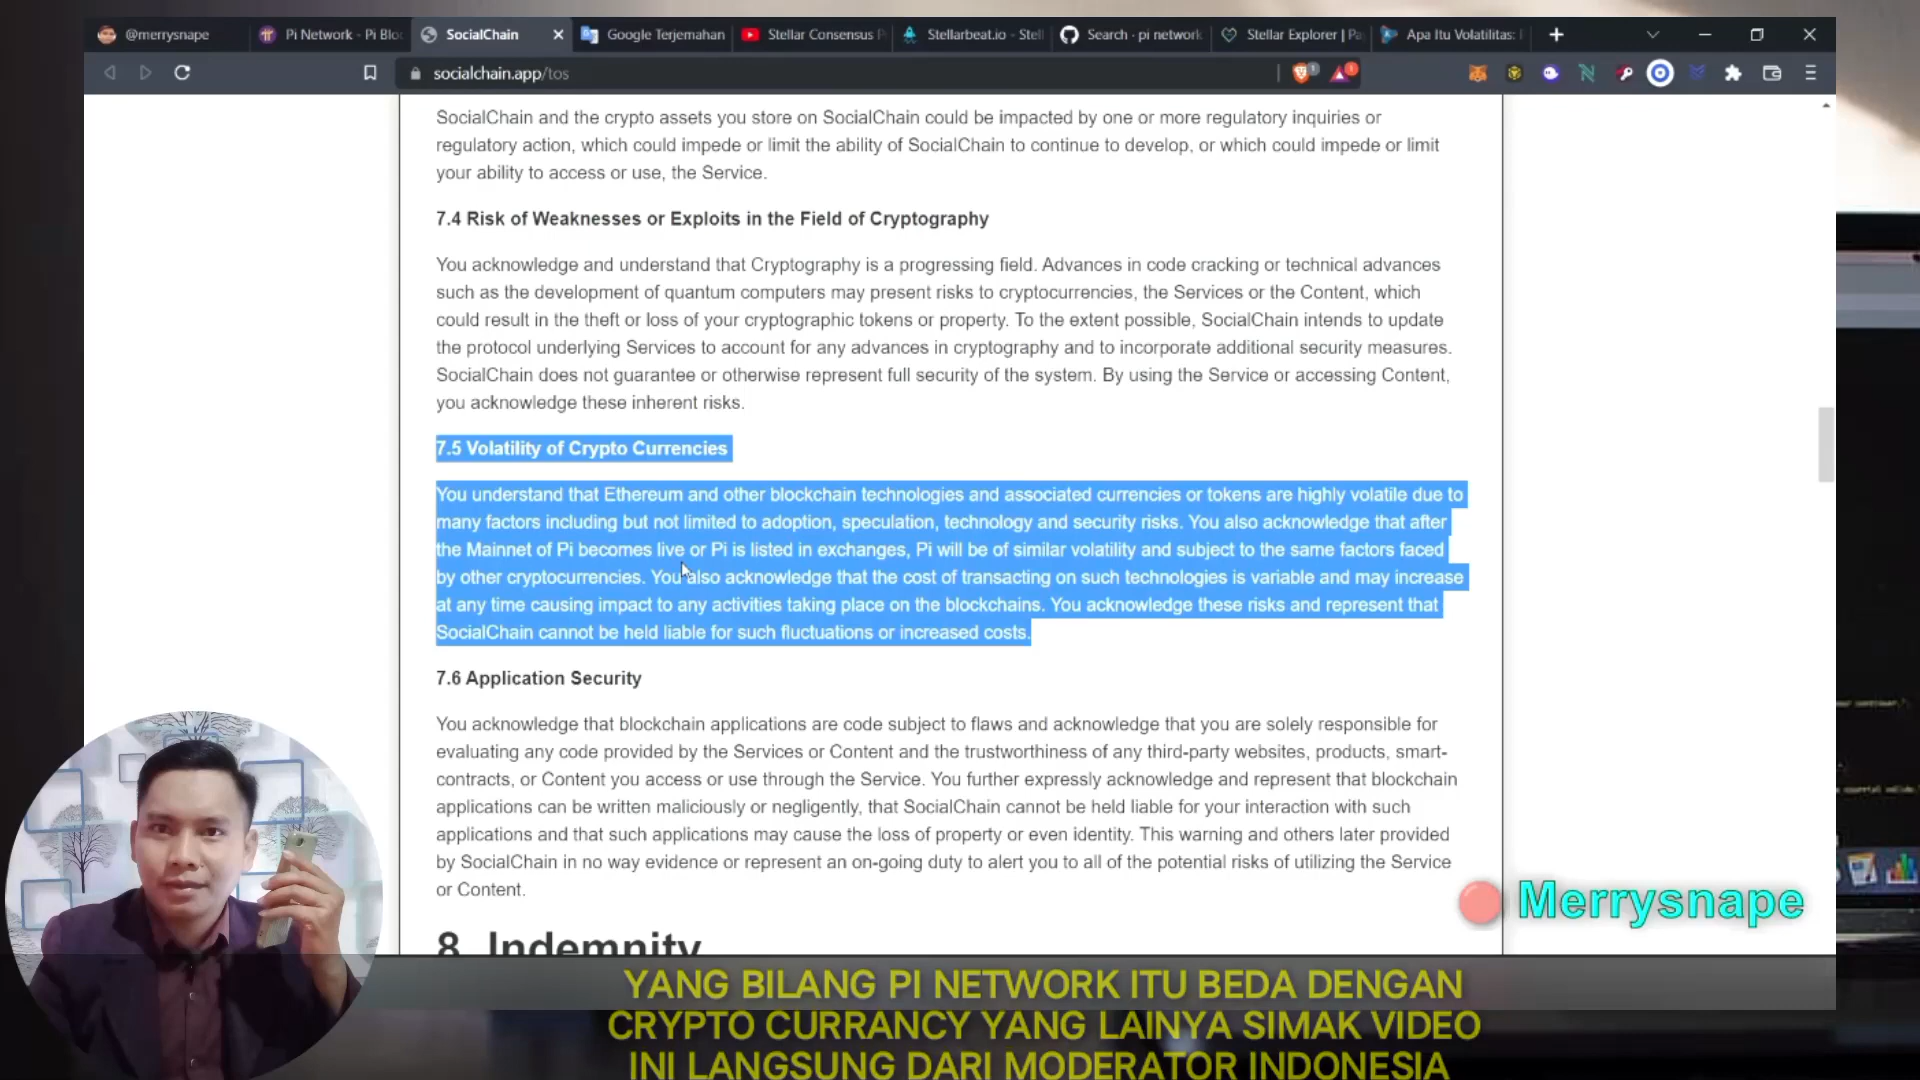 @merrysnape
Pi Network - Pi Bloc
SocialChain
Google Terjemahan
Stellar Consensus P
Stellarbeat.io - Stell
Search · pi network
Stellar Explorer | Pa
Apa Itu Volatilitas:
socialchain.app/tos
SocialChain and the crypto assets you store on SocialChain could be impacted by one or more regulatory inquiries or
regulatory action, which could impede or limit the ability of SocialChain to continue to develop, or which could impede or limit
your ability to access or use, the Service.
7.4 Risk of Weaknesses or Exploits in the Field of Cryptography
You acknowledge and understand that Cryptography is a progressing field. Advances in code cracking or technical advances
such as the development of quantum computers may present risks to cryptocurrencies, the Services or the Content, which
could result in the theft or loss of your cryptographic tokens or property. To the extent possible, SocialChain intends to update
the protocol underlying Services to account for any advances in cryptography and to incorporate additional security measures.
SocialChain does not guarantee or otherwise represent full security of the system. By using the Service or accessing Content,
you acknowledge these inherent risks.
7.5 Volatility of Crypto Currencies
You understand that Ethereum and other blockchain technologies and associated currencies or tokens are highly volatile due to
many factors including but not limited to adoption, speculation, technology and security risks. You also acknowledge that after
the Mainnet of Pi becomes live or Pi is listed in exchanges, Pi will be of similar volatility and subject to the same factors faced
by other cryptocurrencies. You also acknowledge that the cost of transacting on such technologies is variable and may increase
at any time causing impact to any activities taking place on the blockchains. You acknowledge these risks and represent that
SocialChain cannot be held liable for such fluctuations or increased costs.
7.6 Application Security
You acknowledge that blockchain applications are code subject to flaws and acknowledge that you are solely responsible for
evaluating any code provided by the Services or Content and the trustworthiness of any third-party websites, products, smart-
contracts, or Content you access or use through the Service. You further expressly acknowledge and represent that blockchain
applications can be written maliciously or negligently, that SocialChain cannot be held liable for your interaction with such
applications and that such applications may cause the loss of property or even identity. This warning and others later provided
by SocialChain in no way evidence or represent an on-going duty to alert you to all of the potential risks of utilizing the Service
or Content.
8. Indemnity
Merrysnape
YANG BILANG PI NETWORK ITU BEDA DENGAN
CRYPTO CURRANCY YANG LAINYA SIMAK VIDEO
INI LANGSUNG DARI MODERATOR INDONESIA